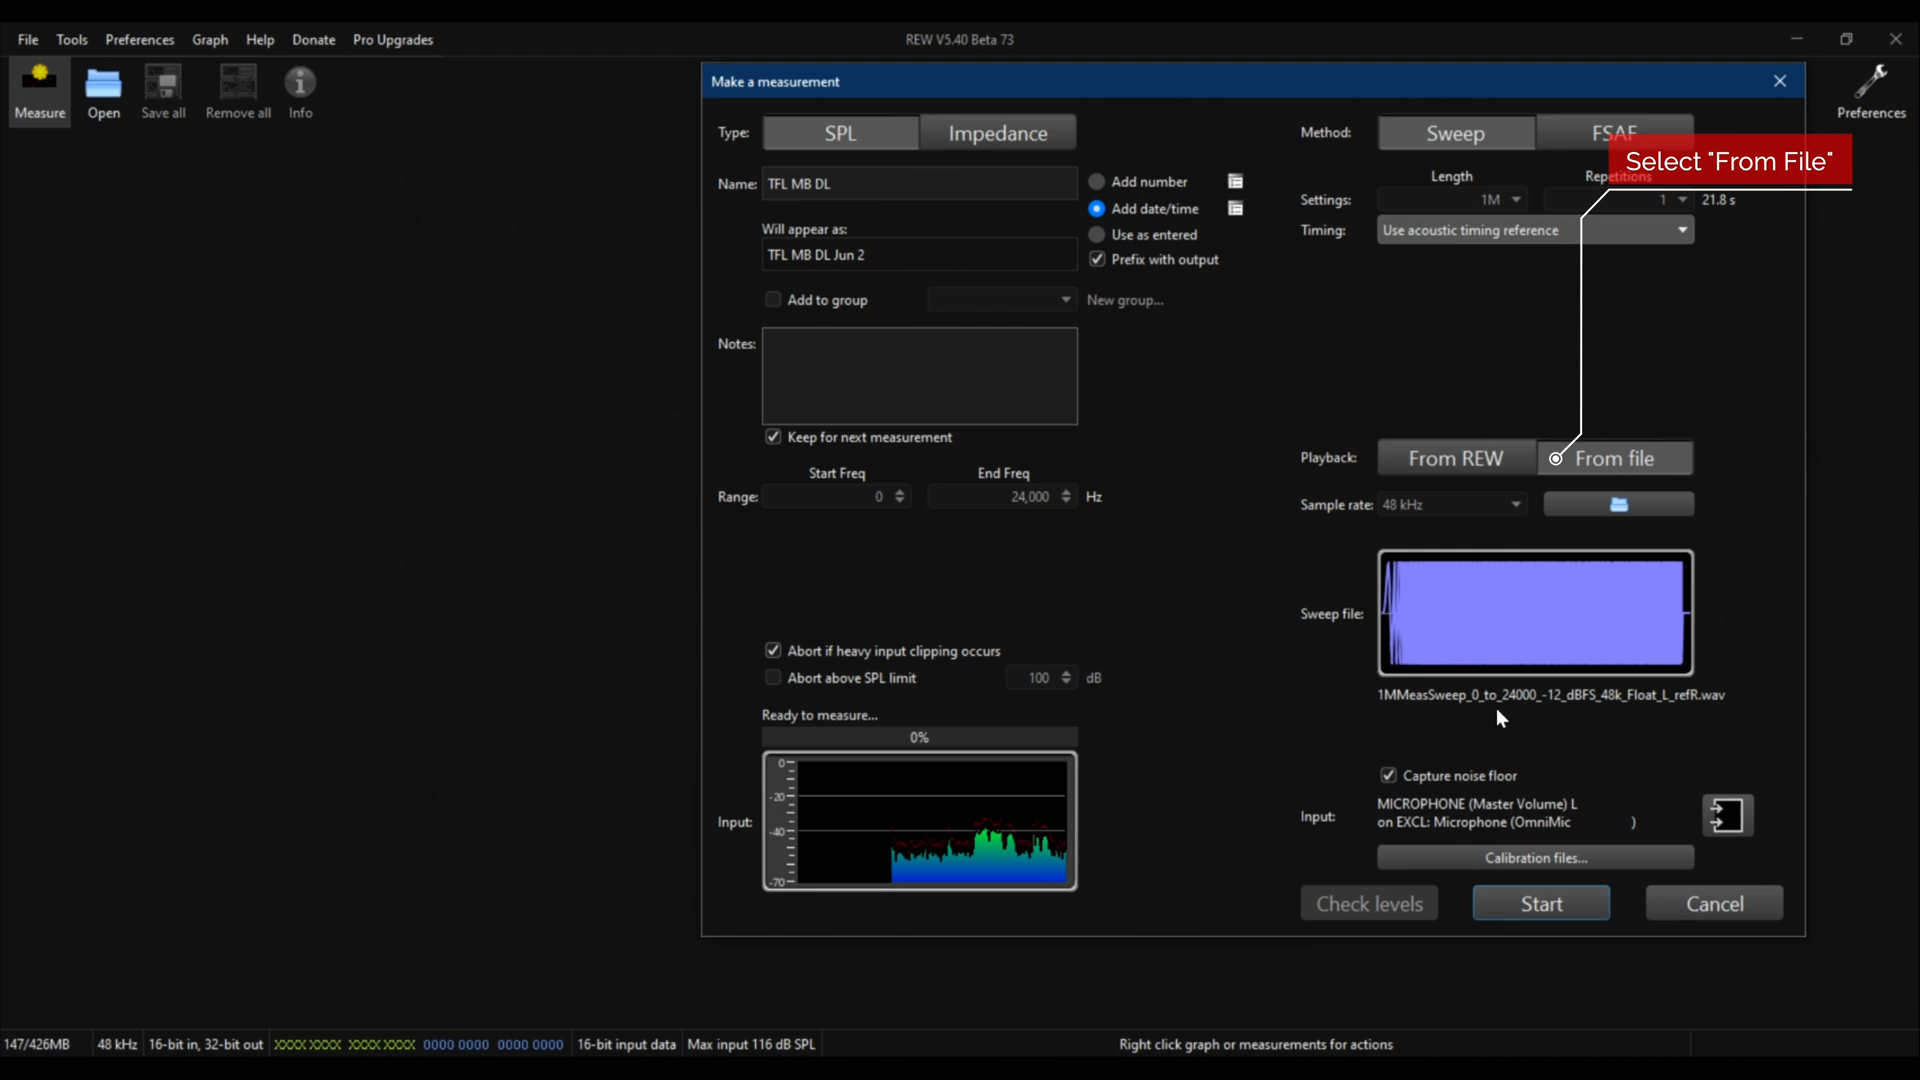 File Tools Preferences Graph Help Donate Pro Upgrades
REW V5.40 Beta 73
Measure Open Save all Remove all Info
Preferences
Make a measurement
Type: SPL Impedance
Name: TFL MB DL
Add number
Add date/time
Use as entered
Prefix with output
Will appear as:
TFL MB DL Jun 2
Add to group
New group...
Notes:
Keep for next measurement
Start Freq End Freq
Range: 0 24,000 Hz
Abort if heavy input clipping occurs
Abort above SPL limit 100 dB
Ready to measure...
0%
Input:
0
-20
-40
-70
Method: Sweep FSAF
Select "From File"
Length Repetitions
Settings: 1M 1 21.8 s
Timing: Use acoustic timing reference
Playback: From REW From file
Sample rate: 48 kHz
Sweep file:
1MMeasSweep_0_to_24000_-12_dBFS_48k_Float_L_refR.wav
Capture noise floor
Input:
MICROPHONE (Master Volume) L
on EXCL: Microphone (OmniMic )
Calibration files...
Check levels Start Cancel
147/426MB 48 kHz 16-bit in, 32-bit out XXXX XXXX XXXX XXXX 0000 0000 0000 0000 16-bit input data Max input 116 dB SPL
Right click graph or measurements for actions